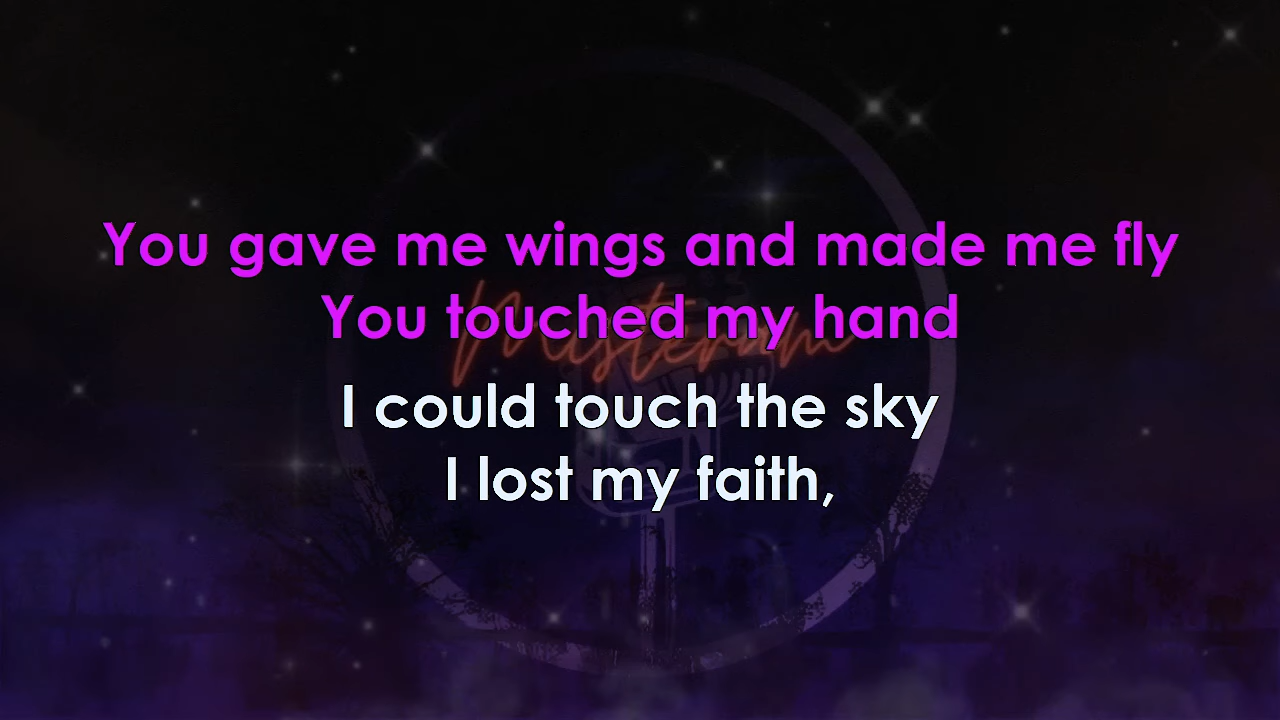 You gave me wings and made me fly
You touched my hand
I could touch the sky
I lost my faith,